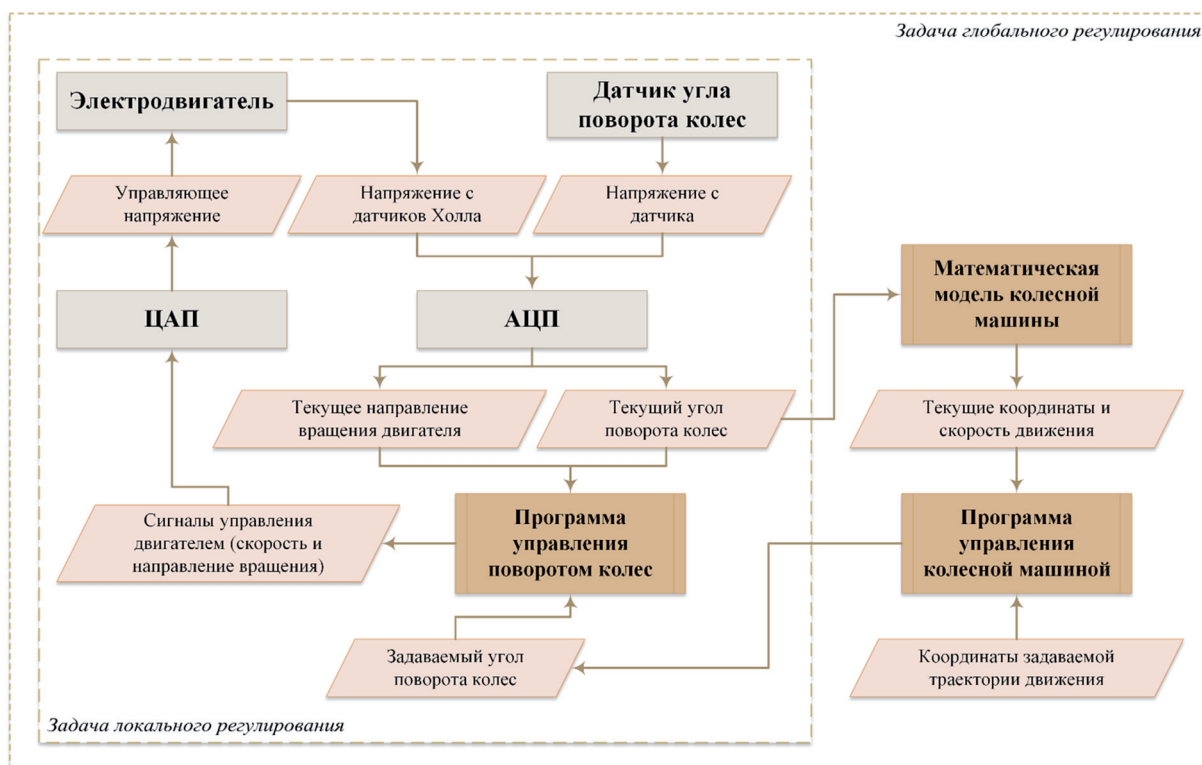 Задача глобального регулирования
Электродвигатель
Датчик угла
поворота колес
Управляющее
напряжение
Напряжение с
датчиков Холла
Напряжение с
датчика
ЦАП
АЦП
Математическая
модель колесной
машины
Текущее направление
вращения двигателя
Текущий угол
поворота колес
Текущие координаты и
скорость движения
Сигналы управления
двигателем (скорость и
направление вращения)
Программа
управления
поворотом колес
Программа
управления
колесной машиной
Задаваемый угол
поворота колес
Координаты задаваемой
траектории движения
Задача локального регулирования